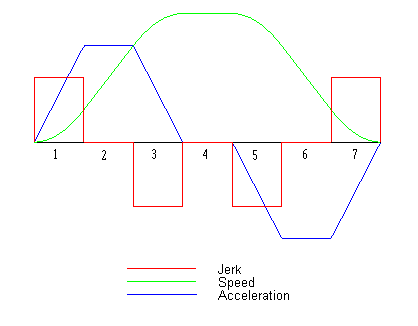 1 2 3 4 5 6 7
Jerk
Speed
Acceleration